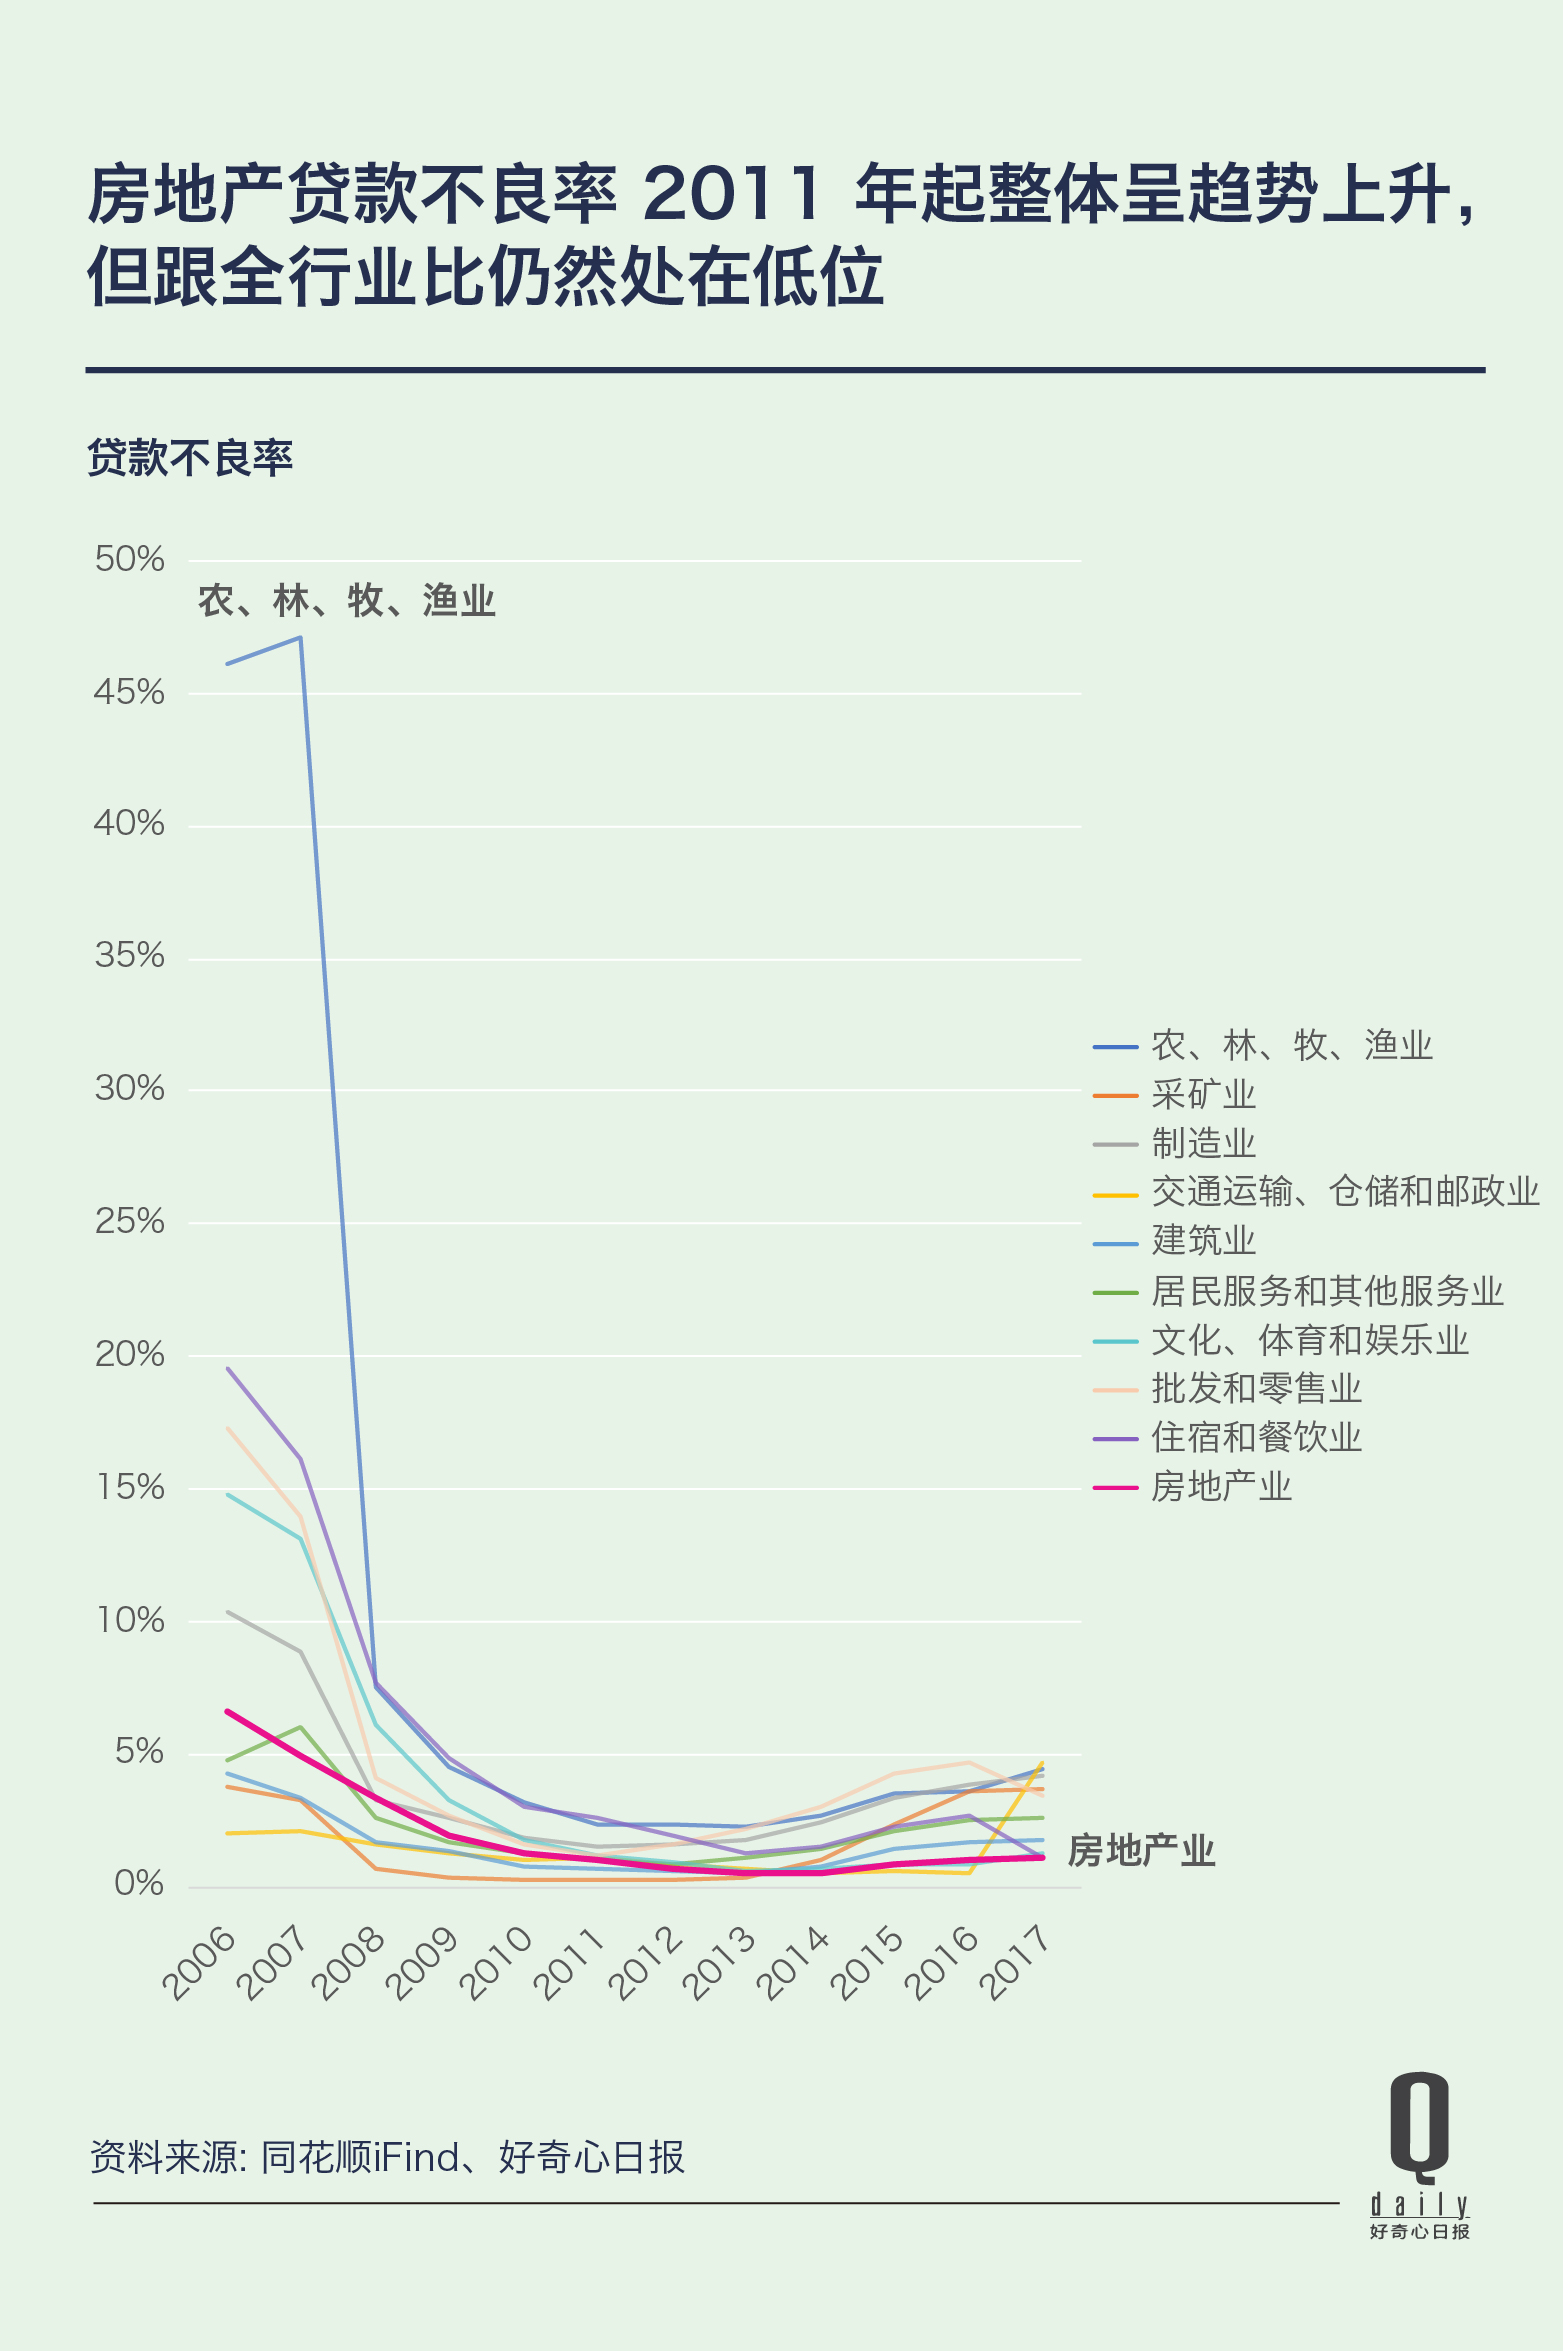 房地产贷款不良率 2011 年起整体呈趋势上升,
但跟全行业比仍然处在低位
贷款不良率
50%
农、林、牧、渔业
45%
40%
35%
30%
25%
20%
15%
10%
5%
0%
农、林、牧、渔业
采矿业
制造业
交通运输、仓储和邮政业
建筑业
居民服务和其他服务业
文化、体育和娱乐业
批发和零售业
住宿和餐饮业
房地产业
房地产业
2006
2007
2008
2009
2010
2011
2012
2013
2014
2015
2016
2017
资料来源: 同花顺iFind、好奇心日报
Q
daily
好奇心日报